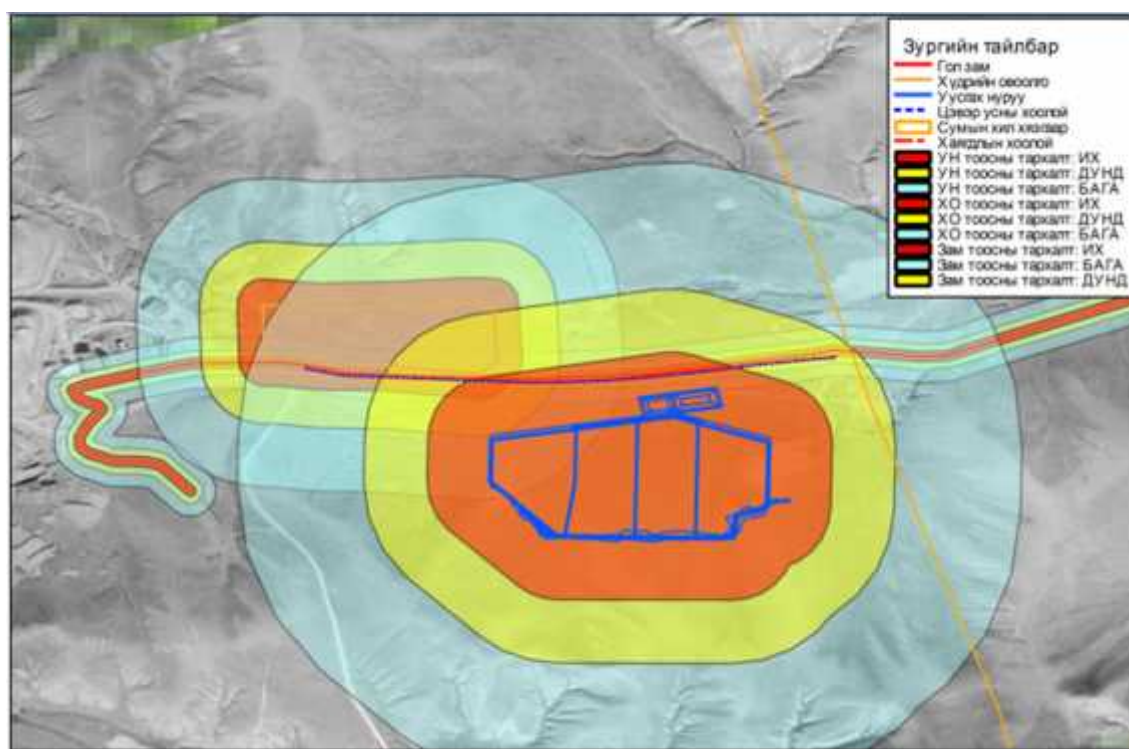 Зургийн тайлбар
Гол зам
Хүдрийн овоолго
Уусгах нуруу
Цэвэр усны хоолой
Сумын хил хязгаар
Хаягдлын хоолой
УН тоосны тархалт: ИХ
УН тоосны тархалт: ДУНД
УН тоосны тархалт: БАГА
ХО тоосны тархалт: ИХ
ХО тоосны тархалт: ДУНД
ХО тоосны тархалт: БАГА
Зам тоосны тархалт: ИХ
Зам тоосны тархалт: БАГА
Зам тоосны тархалт: ДУНД